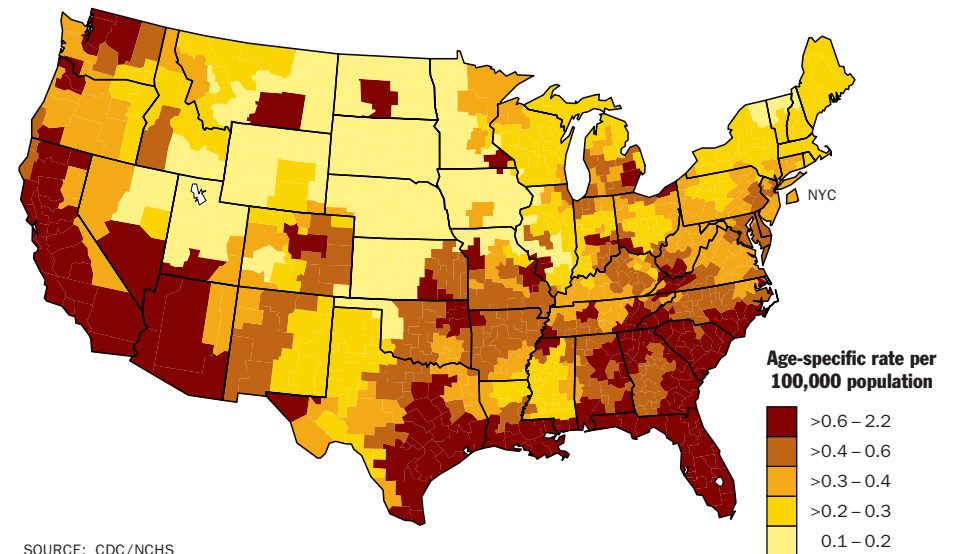 NYC
Age-specific rate per
100,000 population
>0.6 – 2.2
>0.4 – 0.6
>0.3 – 0.4
>0.2 – 0.3
0.1 – 0.2
SOURCE: CDC/NCHS